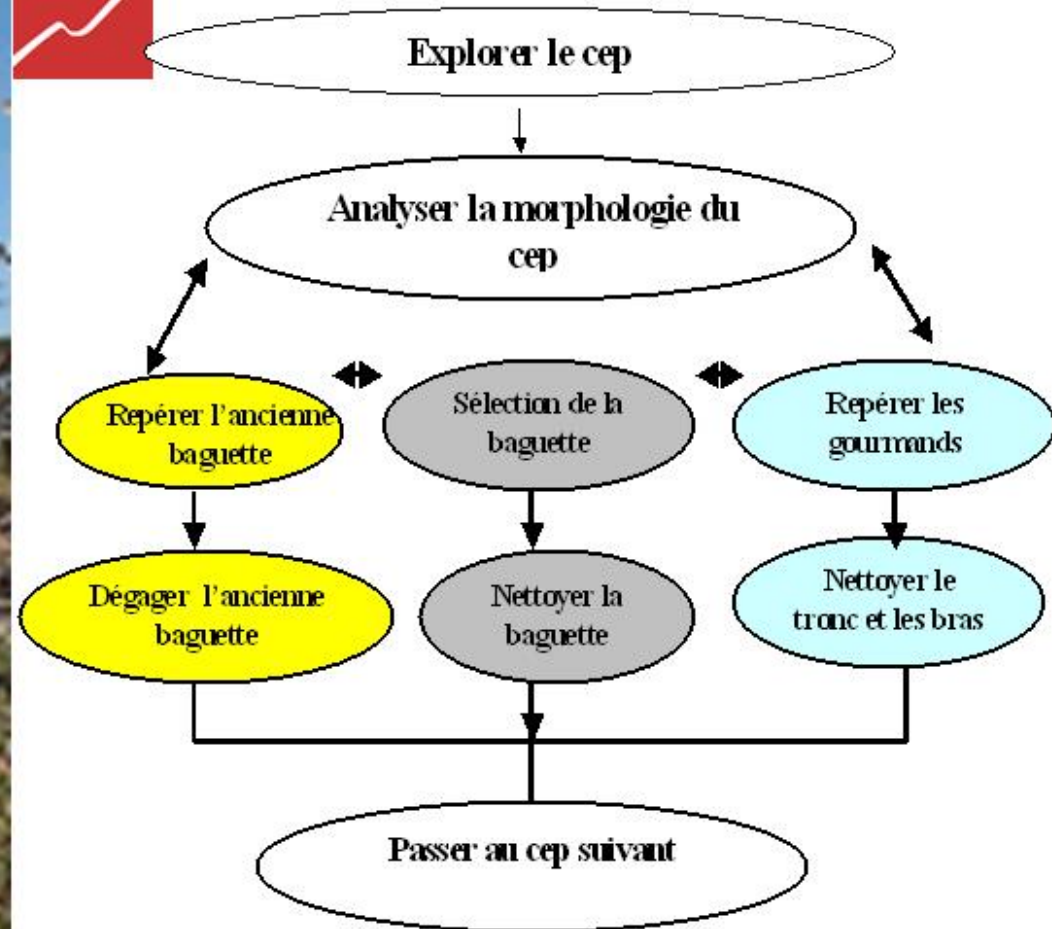 Explorer le cep
Analyser la morphologie du
cep
Repérer l'ancienne
baguette
Sélection de la
baguette
Repérer les
gourmands
Dégager l'ancienne
baguette
Nettoyer la
baguette
Nettoyer le
tronc et les bras
Passer au cep suivant